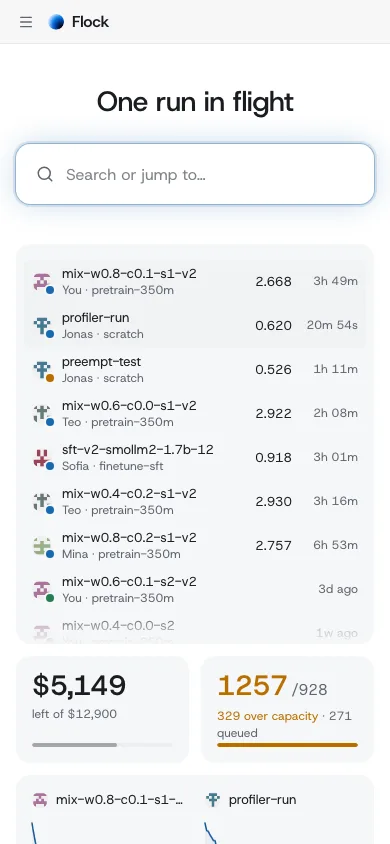 Flock
One run in flight
Search or jump to…
mix-w0.8-c0.1-s1-v2
You · pretrain-350m
2.668
3h 49m
profiler-run
Jonas · scratch
0.620
20m 54s
preempt-test
Jonas · scratch
0.526
1h 11m
mix-w0.6-c0.0-s1-v2
Teo · pretrain-350m
2.922
2h 08m
sft-v2-smollm2-1.7b-12
Sofia · finetune-sft
0.918
3h 01m
mix-w0.4-c0.2-s1-v2
Teo · pretrain-350m
2.930
3h 16m
mix-w0.8-c0.2-s1-v2
Mina · pretrain-350m
2.757
6h 53m
mix-w0.6-c0.1-s2-v2
You · pretrain-350m
3d ago
mix-w0.4-c0.0-s2
You · pretrain-350m
1w ago
$5,149
left of $12,900
1257 /928
329 over capacity · 271
queued
mix-w0.8-c0.1-s1-…
profiler-run